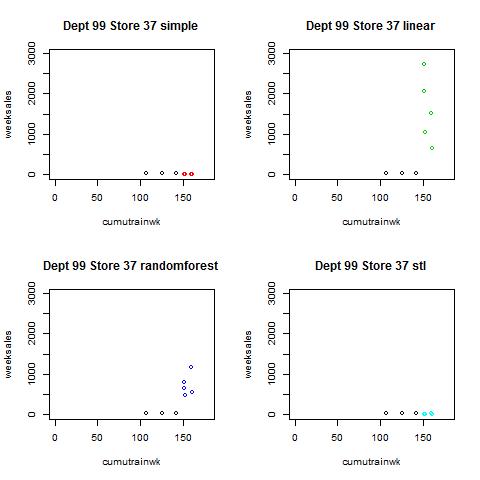 Dept 99 Store 37 simple
weeksales
0 1000 2000 3000
0 50 100 150
cumutrainwk
Dept 99 Store 37 linear
weeksales
0 1000 2000 3000
0 50 100 150
cumutrainwk
Dept 99 Store 37 randomforest
weeksales
0 1000 2000 3000
0 50 100 150
cumutrainwk
Dept 99 Store 37 stl
weeksales
0 1000 2000 3000
0 50 100 150
cumutrainwk